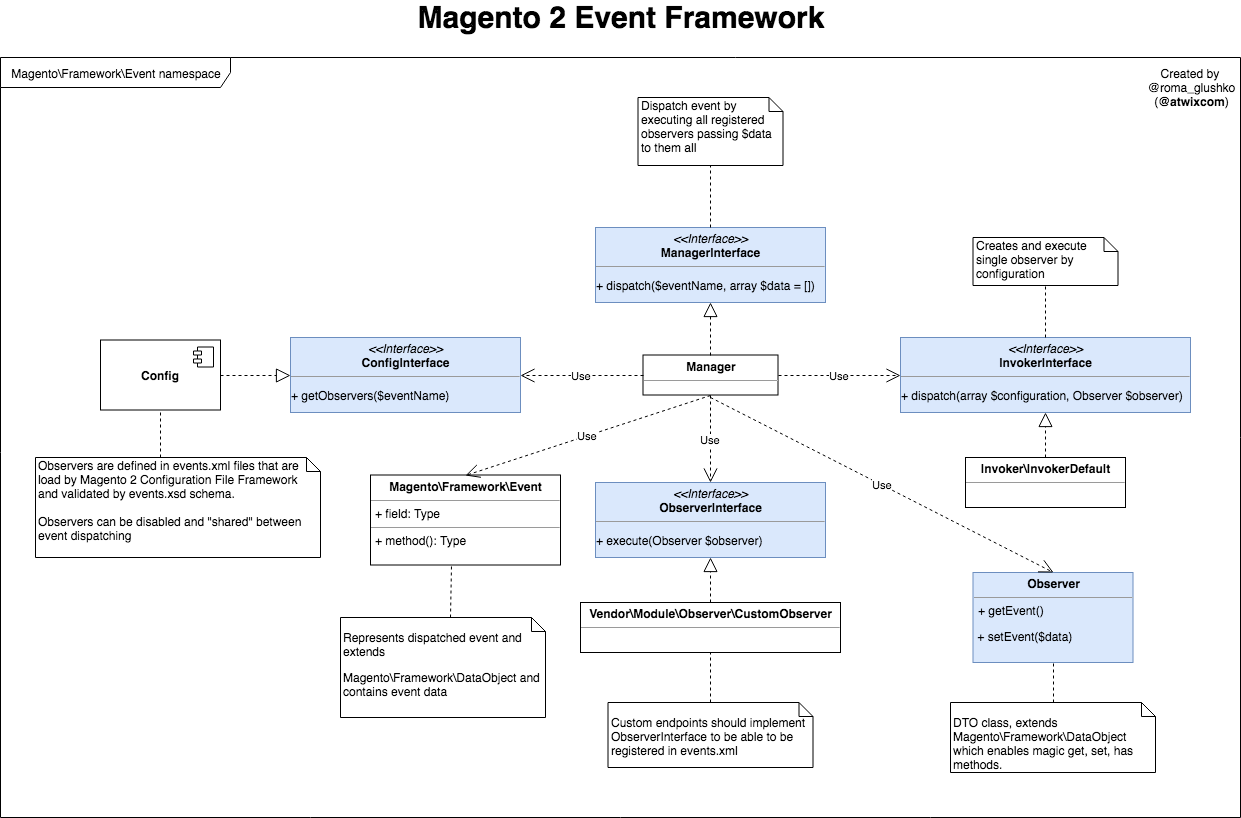 Magento 2 Event Framework
Magento\Framework\Event namespace
Created by
@roma_glushko
(@atwixcom)
Dispatch event by
executing all registered
observers passing $data
to them all
<<Interface>>
ManagerInterface
+ dispatch($eventName, array $data = [])
Creates and execute
single observer by
configuration
Config
<<Interface>>
ConfigInterface
+ getObservers($eventName)
Use
Manager
Use
<<Interface>>
InvokerInterface
+ dispatch(array $configuration, Observer $observer)
Use
Use
Use
Observers are defined in events.xml files that are
load by Magento 2 Configuration File Framework
and validated by events.xsd schema.
Observers can be disabled and "shared" between
event dispatching
Magento\Framework\Event
+ field: Type
+ method(): Type
<<Interface>>
ObserverInterface
+ execute(Observer $observer)
Invoker\InvokerDefault
Observer
+ getEvent()
+ setEvent($data)
Represents dispatched event and
extends
Magento\Framework\DataObject and
contains event data
Vendor\Module\Observer\CustomObserver
Custom endpoints should implement
ObserverInterface to be able to be
registered in events.xml
DTO class, extends
Magento\Framework\DataObject
which enables magic get, set, has
methods.